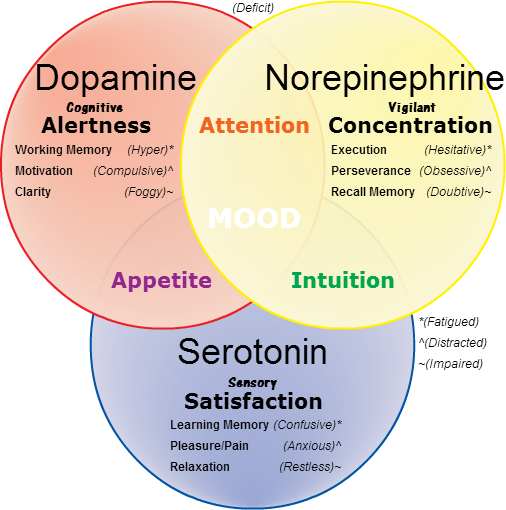 (Deficit)
Dopamine
Norepinephrine
Cognitive
Vigilant
Alertness
Attention
Concentration
Working Memory (Hyper)*
Execution (Hesitative)*
Motivation (Compulsive)^
Perseverance (Obsessive)^
Clarity (Foggy)~
Recall Memory (Doubtive)~
MOOD
Appetite
Intuition
*(Fatigued)
^(Distracted)
~(Impaired)
Serotonin
Sensory
Satisfaction
Learning Memory (Confusive)*
Pleasure/Pain (Anxious)^
Relaxation (Restless)~